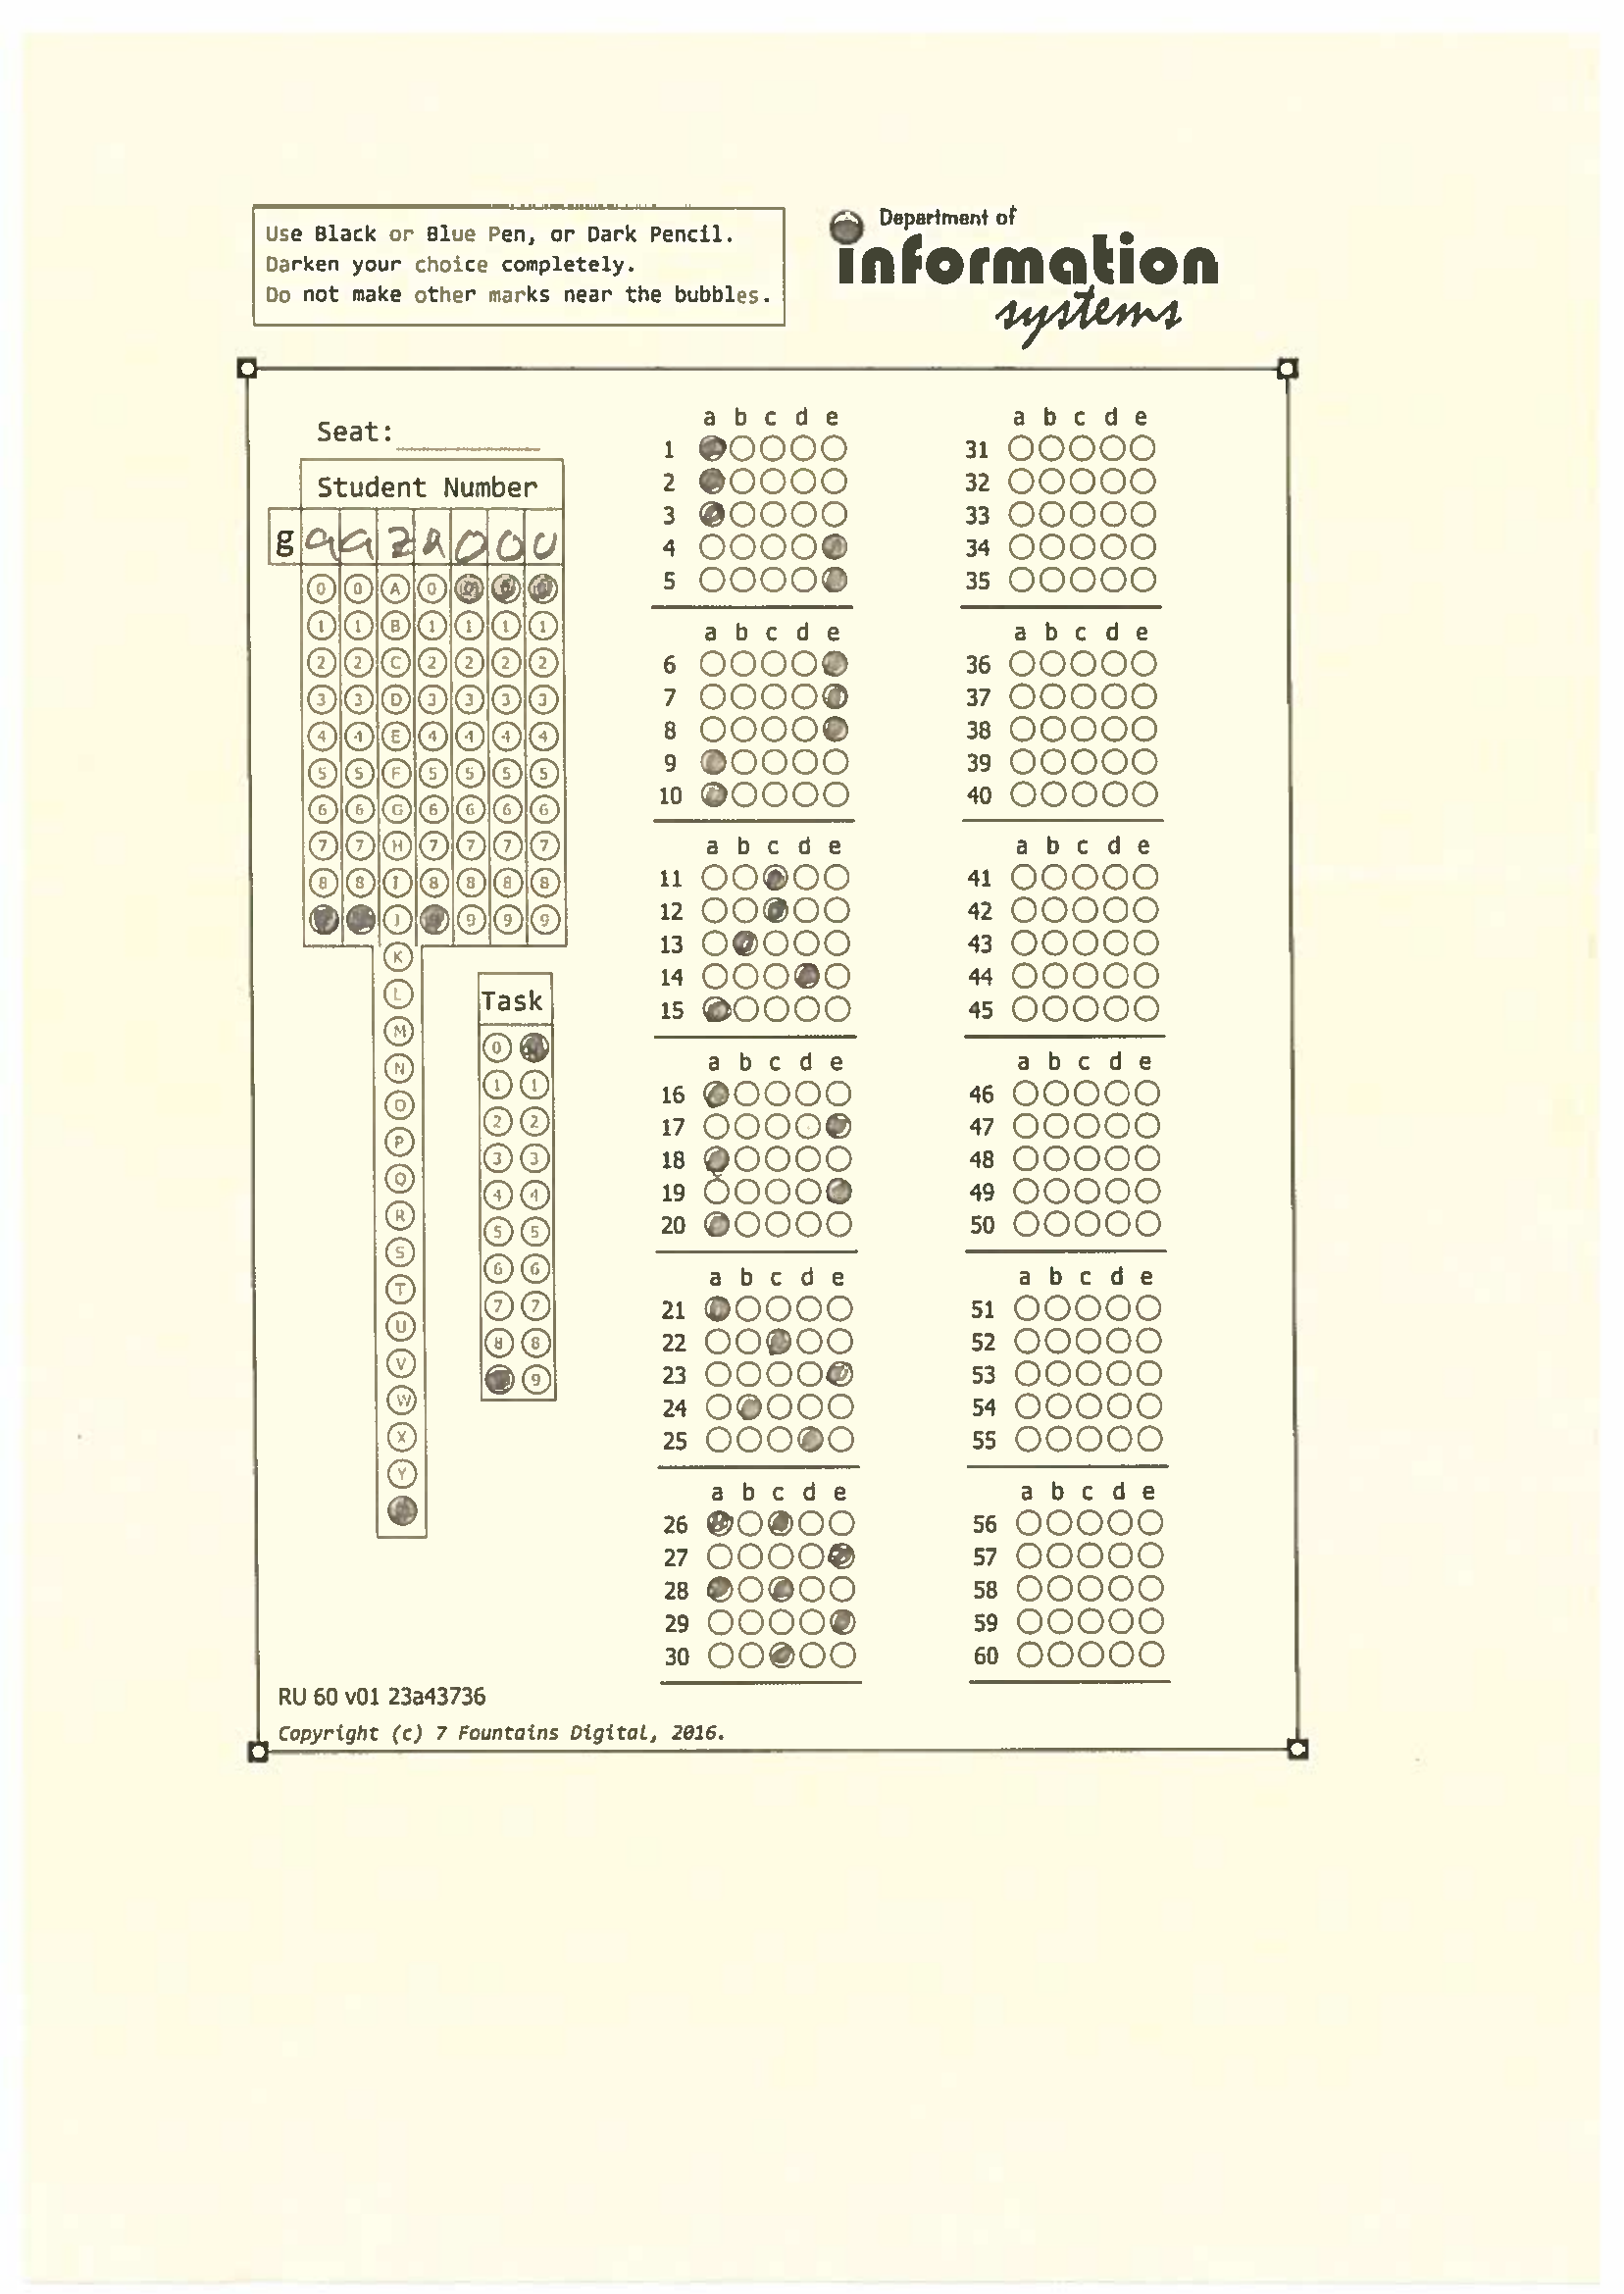 Use Black or Blue Pen, or Dark Pencil.
Darken your choice completely.
Do not make other marks near the bubbles.
Department of
information
systems
Seat:
Student Number
g 9 9 Z 9 0 0 0
0 0 A 0
1 1 B 1 1 1 1
2 2 C 2 2 2 2
3 3 D 3 3 3 3
4 4 E 4 4 4 4
5 5 F 5 5 5 5
6 6 G 6 6 6 6
7 7 H 7 7 7 7
8 8 I 8 8 8 8
J 9 9 9
K
L
M
N
O
P
Q
R
S
T
U
V
W
X
Y
Task
0
1 1
2 2
3 3
4 4
5 5
6 6
7 7
8 8
9
a b c d e
1
2
3
4
5
a b c d e
6
7
8
9
10
a b c d e
11
12
13
14
15
a b c d e
16
17
18
19
20
a b c d e
21
22
23
24
25
a b c d e
26
27
28
29
30
a b c d e
31
32
33
34
35
a b c d e
36
37
38
39
40
a b c d e
41
42
43
44
45
a b c d e
46
47
48
49
50
a b c d e
51
52
53
54
55
a b c d e
56
57
58
59
60
RU 60 v01 23a43736
Copyright (c) 7 Fountains Digital, 2016.